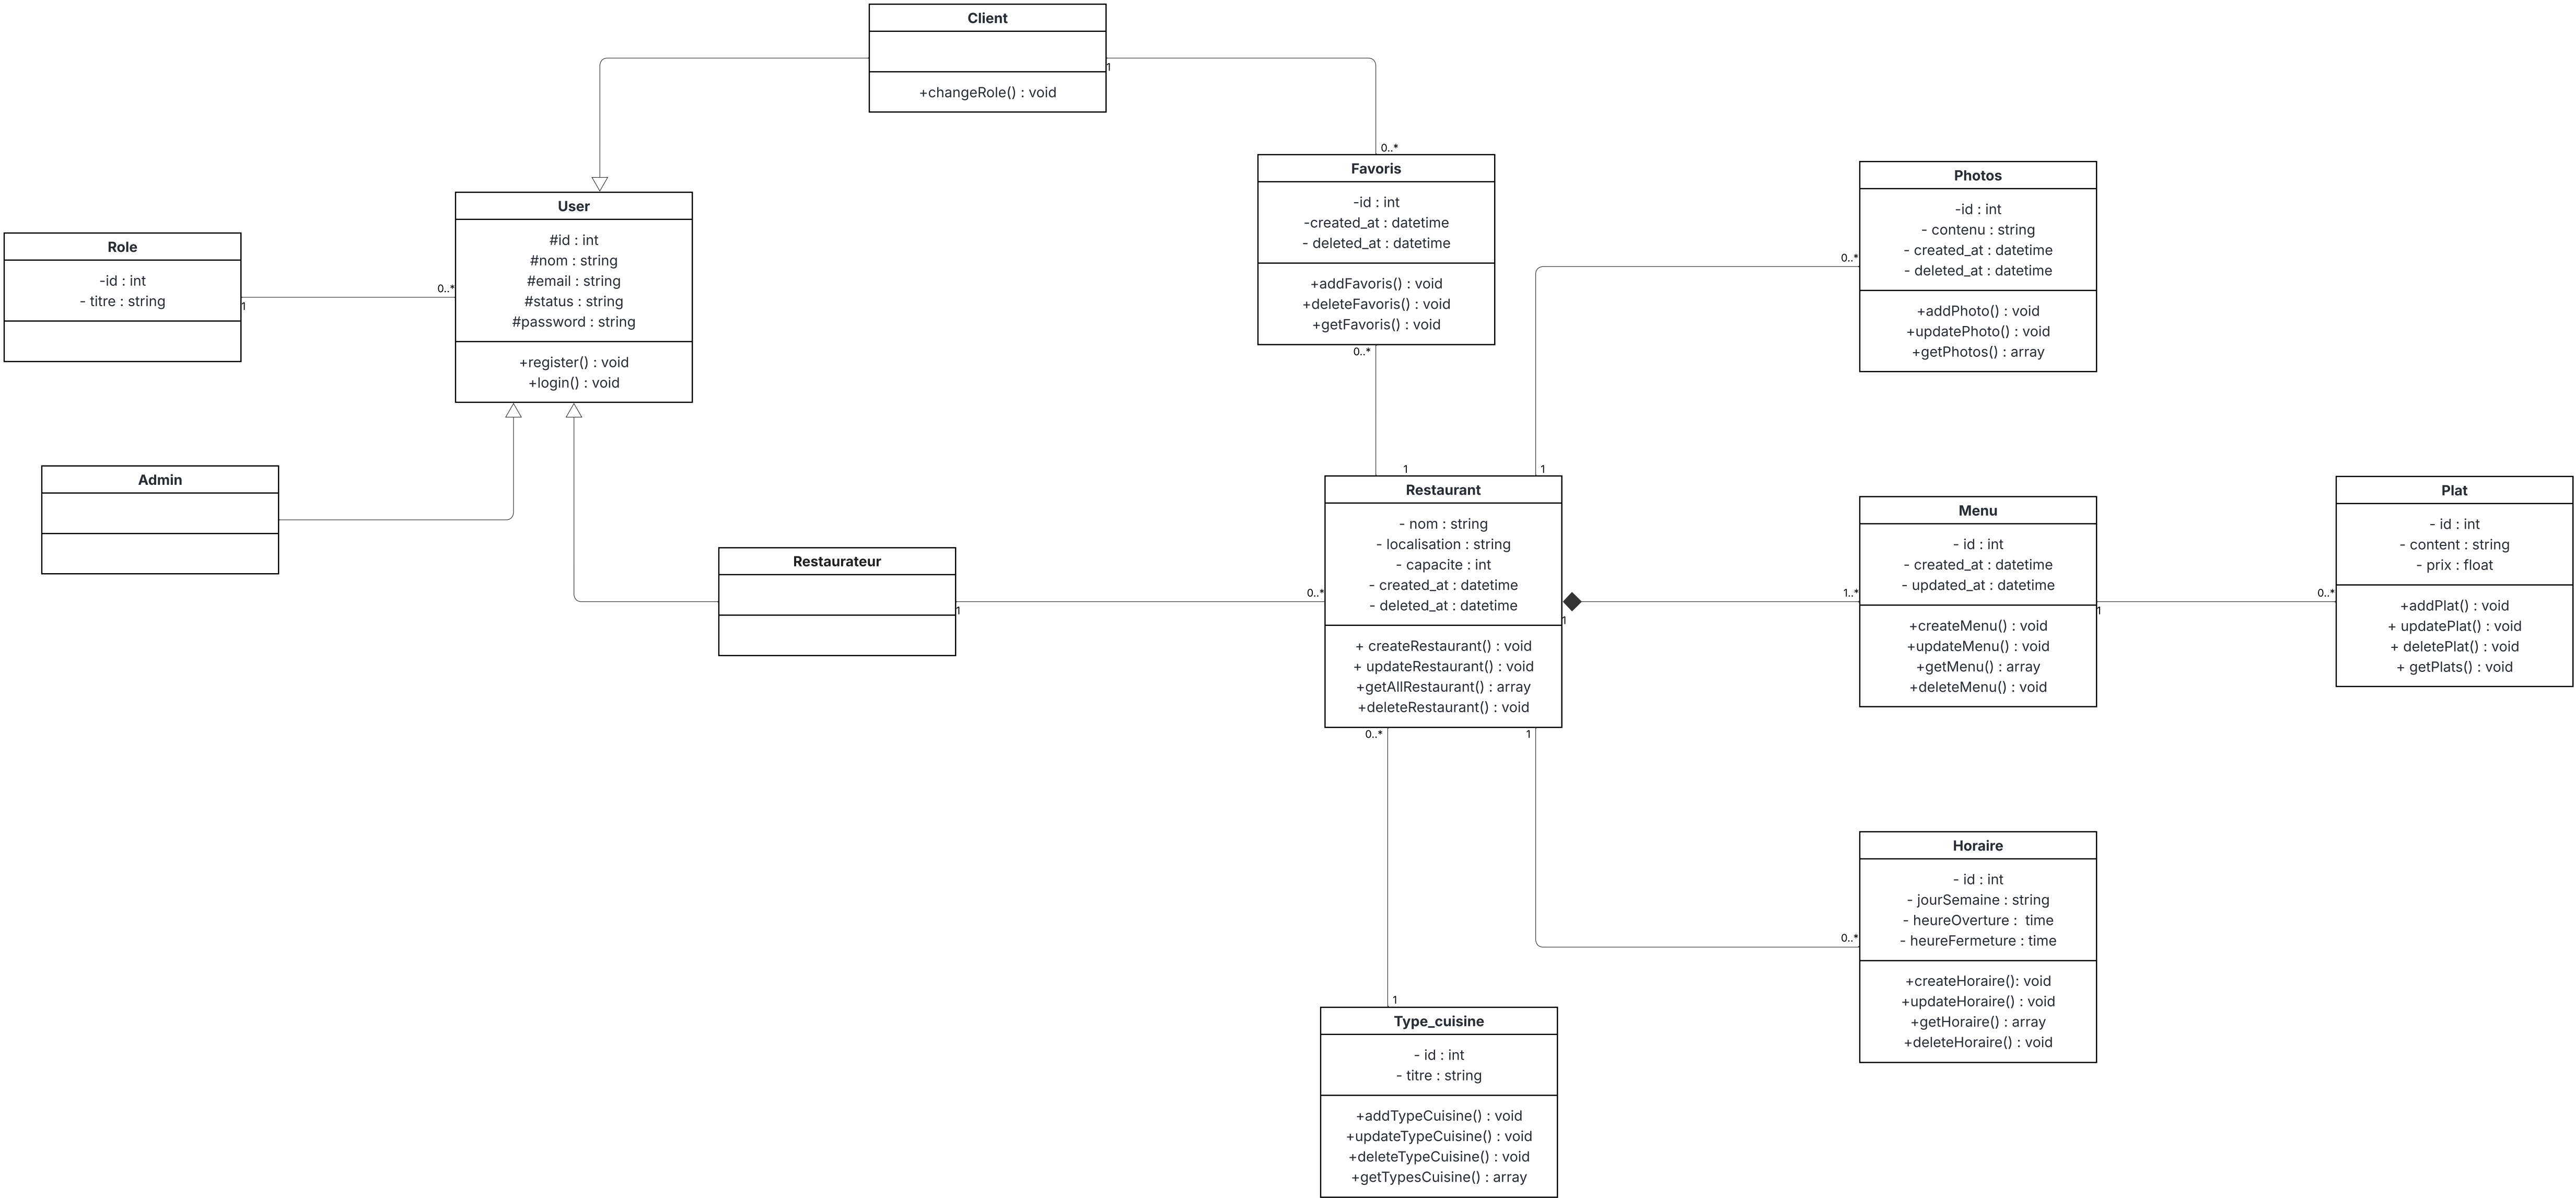 Client
+changeRole() : void
1
0..*
Favoris
-id : int
-created_at : datetime
- deleted_at : datetime
+addFavoris() : void
+deleteFavoris() : void
+getFavoris() : void
0..*
Photos
-id : int
- contenu : string
- created_at : datetime
- deleted_at : datetime
+addPhoto() : void
+updatePhoto() : void
+getPhotos() : array
0..*
User
#id : int
#nom : string
#email : string
#status : string
#password : string
+register() : void
+login() : void
0..*
Role
-id : int
- titre : string
1
Admin
Restaurateur
1
0..*
1
1
Restaurant
- nom : string
- localisation : string
- capacite : int
- created_at : datetime
- deleted_at : datetime
+ createRestaurant() : void
+ updateRestaurant() : void
+getAllRestaurant() : array
+deleteRestaurant() : void
1
0..*
1
1..*
Menu
- id : int
- created_at : datetime
- updated_at : datetime
+createMenu() : void
+updateMenu() : void
+getMenu() : array
+deleteMenu() : void
1
0..*
Plat
- id : int
- content : string
- prix : float
+addPlat() : void
+ updatePlat() : void
+ deletePlat() : void
+ getPlats() : void
0..*
Horaire
- id : int
- jourSemaine : string
- heureOverture :  time
- heureFermeture : time
+createHoraire(): void
+updateHoraire() : void
+getHoraire() : array
+deleteHoraire() : void
1
Type_cuisine
- id : int
- titre : string
+addTypeCuisine() : void
+updateTypeCuisine() : void
+deleteTypeCuisine() : void
+getTypesCuisine() : array